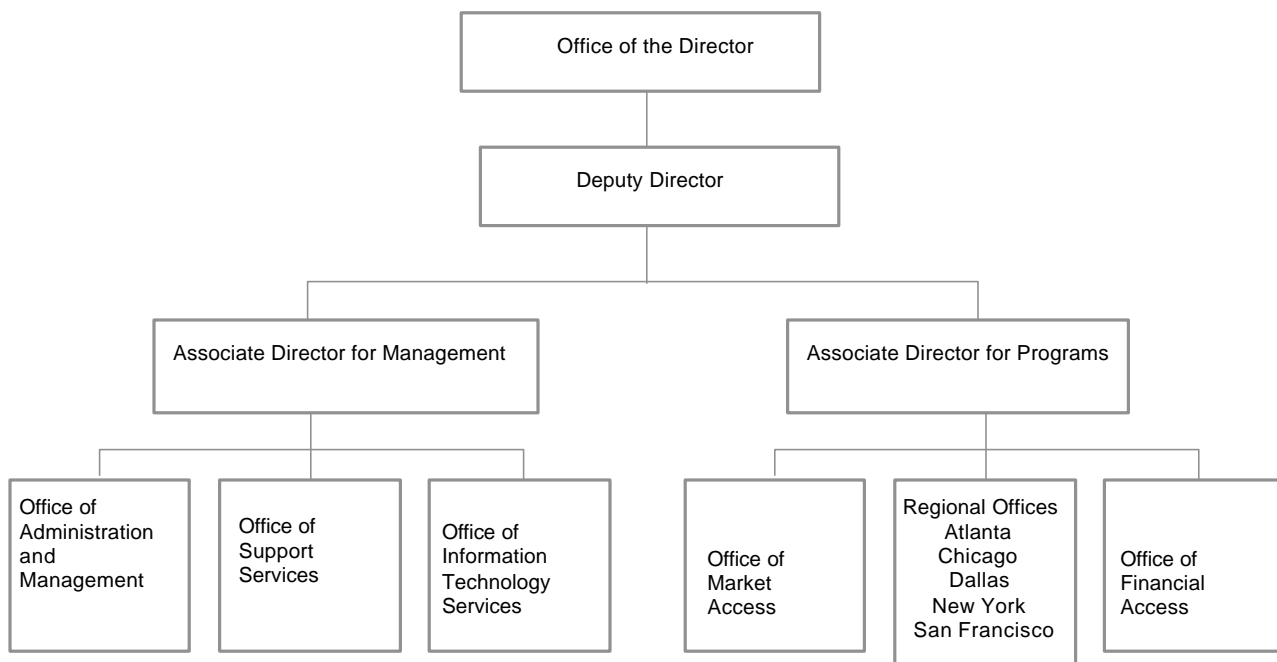 Office of the Director
Deputy Director
Associate Director for Management
Associate Director for Programs
Office of
Administration
and
Management
Office of
Support
Services
Office of
Information
Technology
Services
Office of
Market
Access
Regional Offices
Atlanta
Chicago
Dallas
New York
San Francisco
Office of
Financial
Access